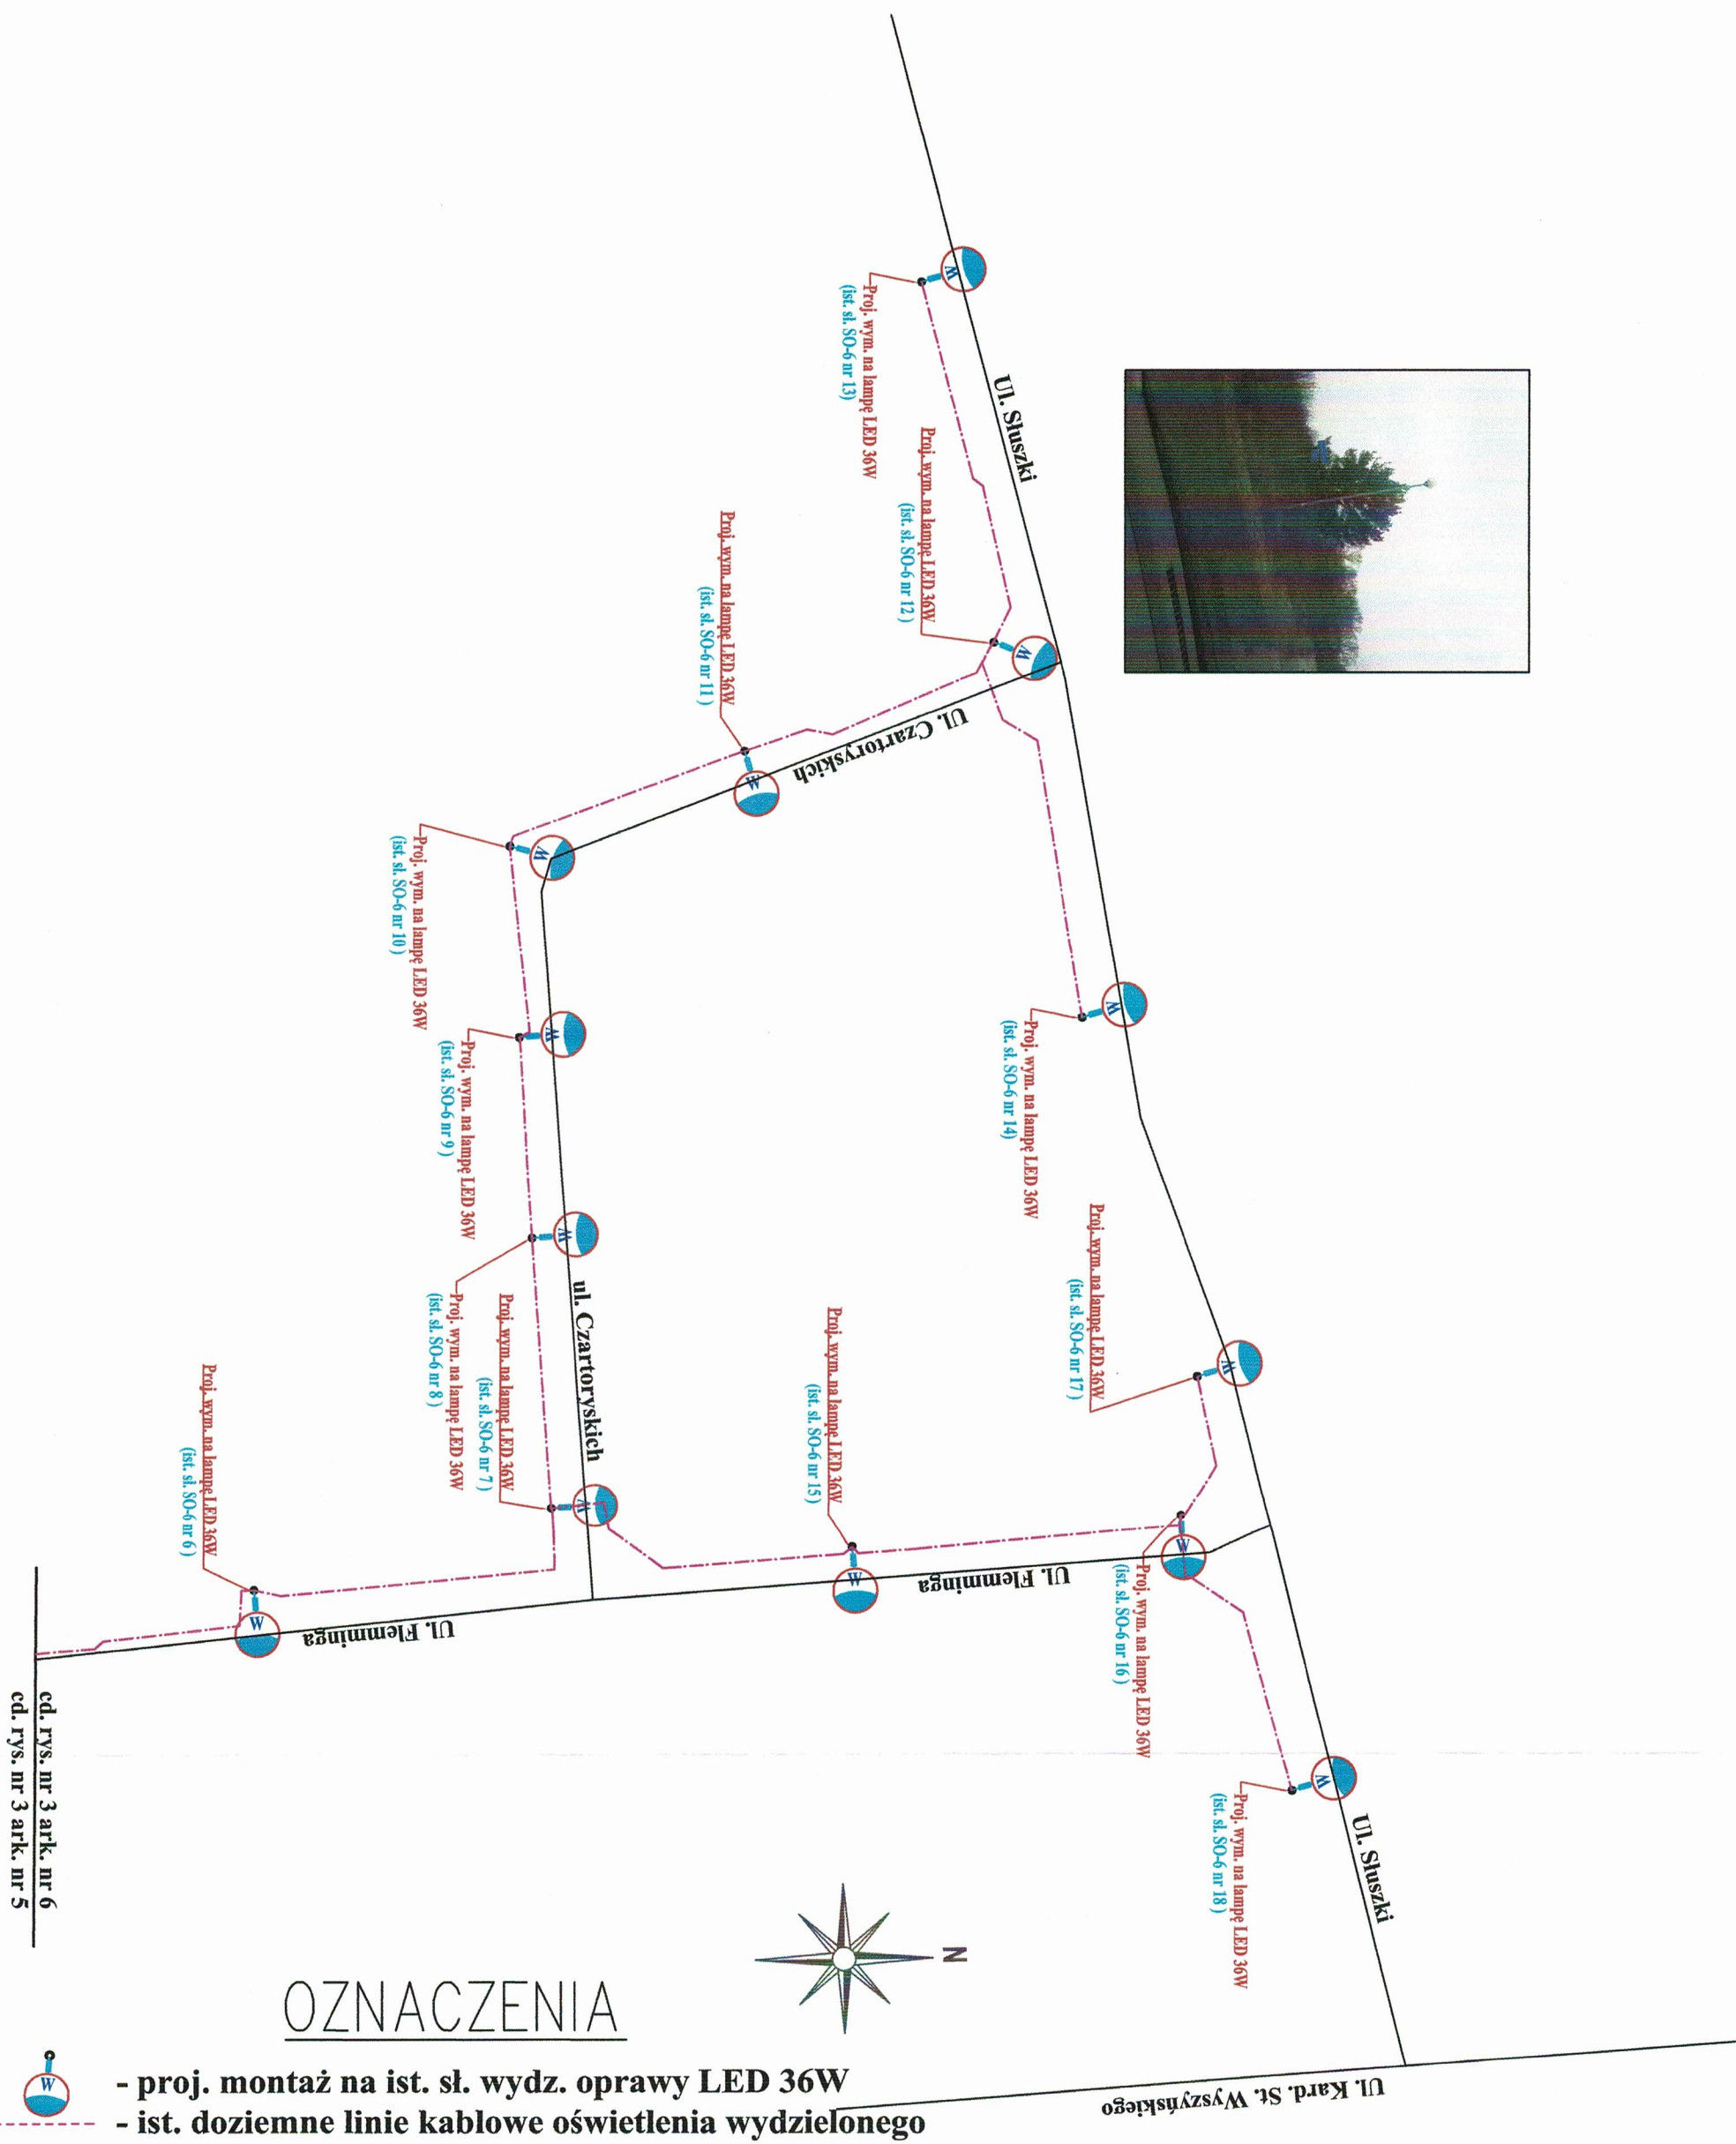 Ul. Słuszki
Proj. wym. na lampę LED 36W
(ist. sł. SO-6 nr 13)
Proj. wym. na lampę LED 36W
(ist. sł. SO-6 nr 12 )
Proj. wym. na lampę LED 36W
(ist. sł. SO-6 nr 11 )
Ul. Czartoryskich
Proj. wym. na lampę LED 36W
(ist. sł. SO-6 nr 10 )
Proj. wym. na lampę LED 36W
(ist. sł. SO-6 nr 9 )
Proj. wym. na lampę LED 36W
(ist. sł. SO-6 nr 14)
Proj. wym. na lampę LED 36W
(ist. sł. SO-6 nr 17 )
ul. Czartoryskich
Proj. wym. na lampę LED 36W
(ist. sł. SO-6 nr 8 )
Proj. wym. na lampę LED 36W
(ist. sł. SO-6 nr 7 )
Proj. wym. na lampę LED 36W
(ist. sł. SO-6 nr 15 )
Proj. wym. na lampę LED 36W
(ist. sł. SO-6 nr 6 )
Ul. Flemminga
Ul. Flemminga
Proj. wym. na lampę LED 36W
(ist. sł. SO-6 nr 16 )
Proj. wym. na lampę LED 36W
(ist. sł. SO-6 nr 18 )
Ul. Słuszki
cd. rys. nr 3 ark. nr 6
cd. rys. nr 3 ark. nr 5
N
W
W
W
W
W
W
W
W
W
W
W
W
W
OZNACZENIA
W
- proj. montaż na ist. sł. wydz. oprawy LED 36W
- ist. doziemne linie kablowe oświetlenia wydzielonego
Ul. Kard. St. Wyszyńskiego